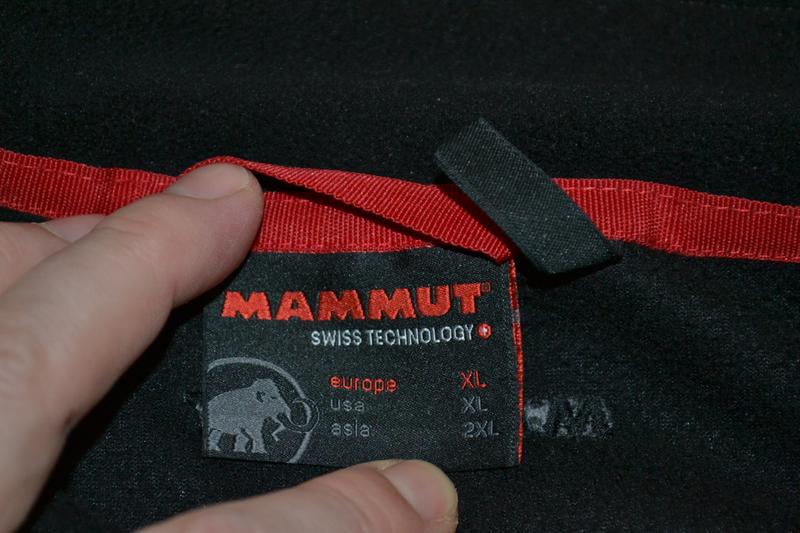 MAMMUT®
SWISS TECHNOLOGY
europe XL
usa XL
asia 2XL